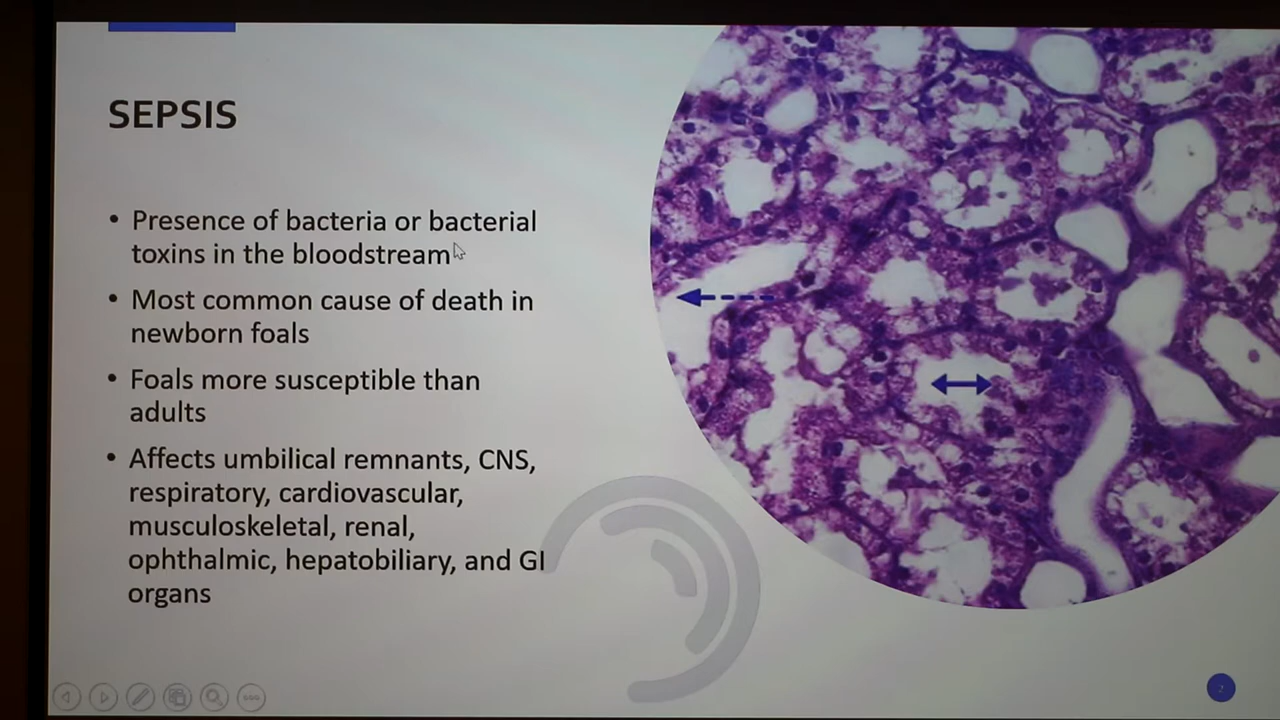 SEPSIS
• Presence of bacteria or bacterial
toxins in the bloodstream
• Most common cause of death in
newborn foals
• Foals more susceptible than
adults
• Affects umbilical remnants, CNS,
respiratory, cardiovascular,
musculoskeletal, renal,
ophthalmic, hepatobiliary, and GI
organs
2